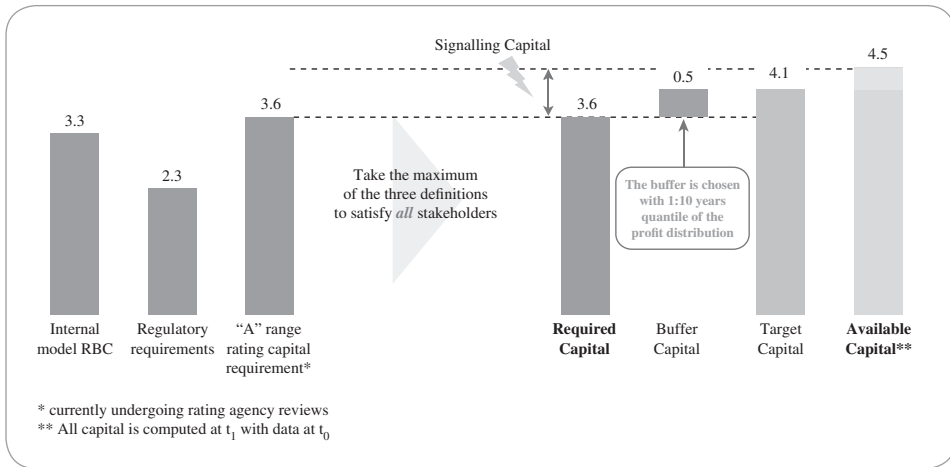 Signalling Capital
3.3
2.3
3.6
3.6
0.5
4.1
4.5
Take the maximum
of the three definitions
to satisfy all stakeholders
The buffer is chosen
with 1:10 years
quantile of the
profit distribution
Internal
model RBC
Regulatory
requirements
“A” range
rating capital
requirement*
Required
Capital
Buffer
Capital
Target
Capital
Available
Capital**
* currently undergoing rating agency reviews
** All capital is computed at t1 with data at t0